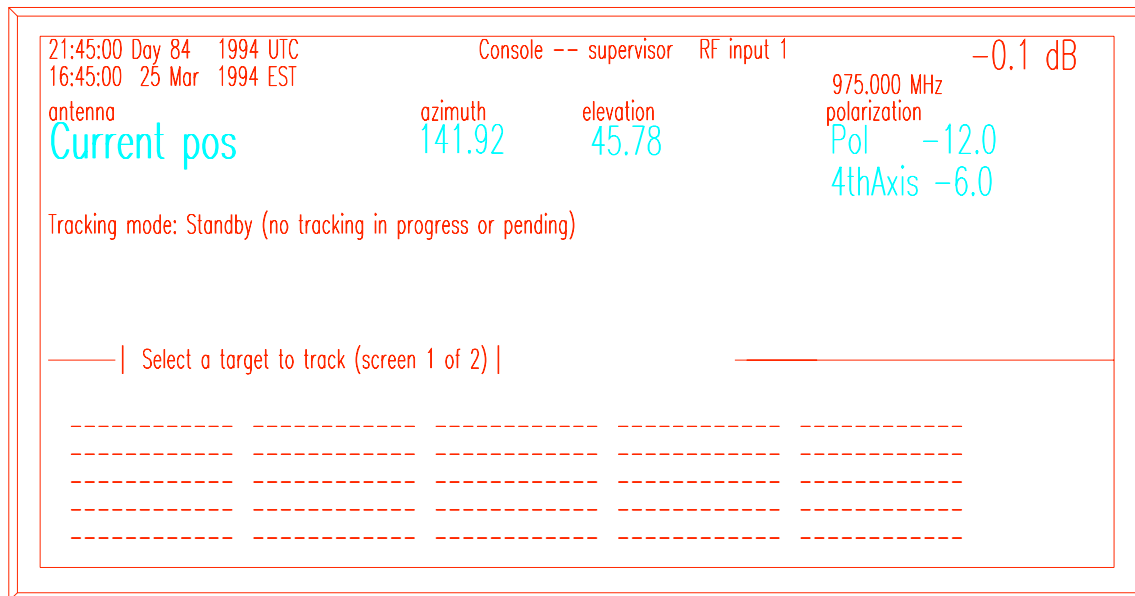 21:45:00 Day 84 1994 UTC Console -- supervisor RF input 1 -0.1 dB
16:45:00 25 Mar 1994 EST
975.000 MHz
antenna azimuth elevation polarization
Current pos 141.92 45.78 Pol -12.0
4thAxis -6.0
Tracking mode: Standby (no tracking in progress or pending)
| Select a target to track (screen 1 of 2) |
------------ ------------ ------------ ------------ ------------
------------ ------------ ------------ ------------ ------------
------------ ------------ ------------ ------------ ------------
------------ ------------ ------------ ------------ ------------
------------ ------------ ------------ ------------ ------------